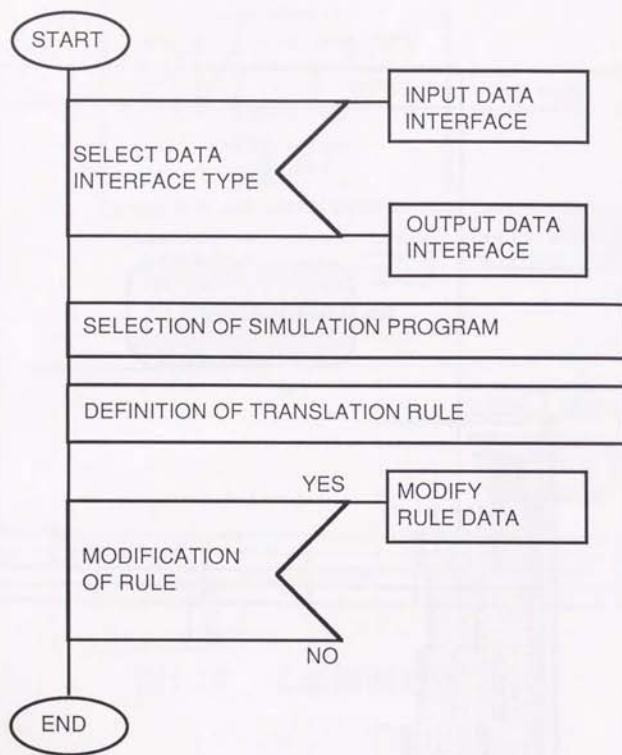 START
INPUT DATA
INTERFACE
SELECT DATA
INTERFACE TYPE
OUTPUT DATA
INTERFACE
SELECTION OF SIMULATION PROGRAM
DEFINITION OF TRANSLATION RULE
YES
MODIFY
RULE DATA
MODIFICATION
OF RULE
NO
END